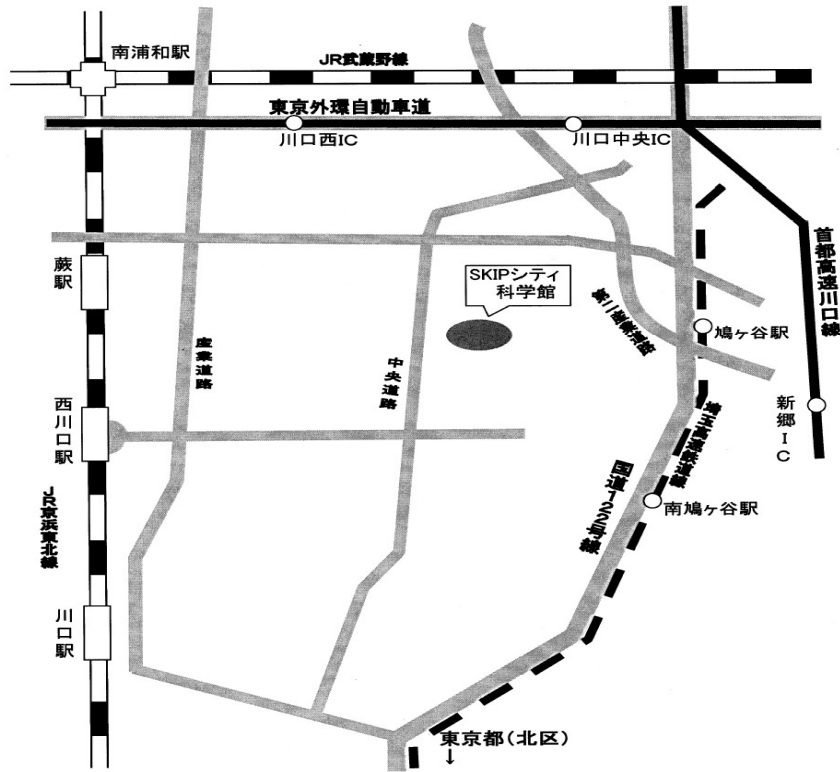 南浦和駅
JR武蔵野線
東京外環自動車道
川口西IC
川口中央IC
首都高速川口線
蕨駅
SKIPシティ
科学館
第二産業道路
鳩ヶ谷駅
産業道路
中央道路
西川口駅
新郷IC
埼玉高速鉄道線
国道122号線
南鳩ヶ谷駅
JR京浜東北線
川口駅
東京都(北区)
↓